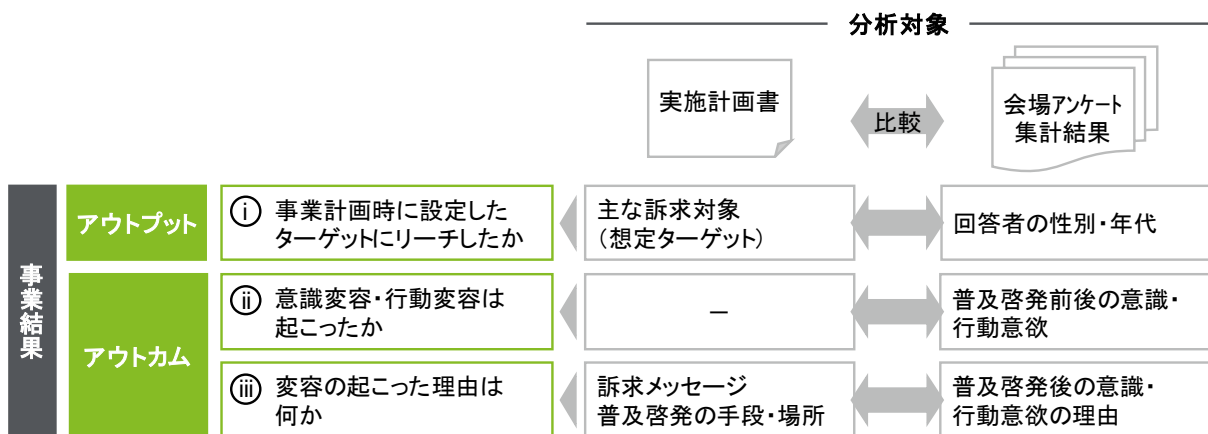 分析対象
実施計画書
比較
会場アンケート
集計結果
事業結果
アウトプット
ⅰ 事業計画時に設定した
ターゲットにリーチしたか
主な訴求対象
(想定ターゲット)
回答者の性別・年代
アウトカム
ⅱ 意識変容・行動変容は
起こったか
－
普及啓発前後の意識・
行動意欲
ⅲ 変容の起こった理由は
何か
訴求メッセージ
普及啓発の手段・場所
普及啓発後の意識・
行動意欲の理由